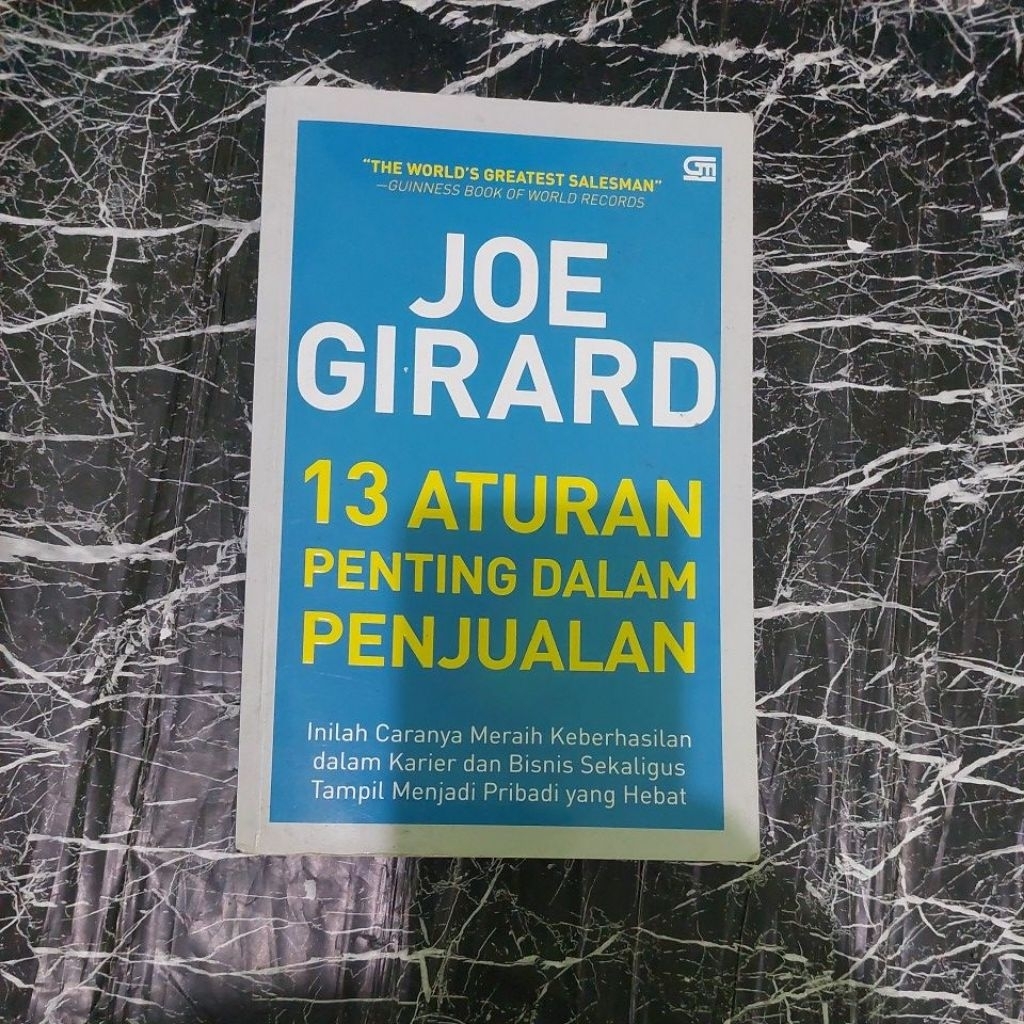 "THE WORLD'S GREATEST SALESMAN"
—GUINNESS BOOK OF WORLD RECORDS
GM
JOE
GIRARD
13 ATURAN
PENTING DALAM
PENJUALAN
Inilah Caranya Meraih Keberhasilan
dalam Karier dan Bisnis Sekaligus
Tampil Menjadi Pribadi yang Hebat